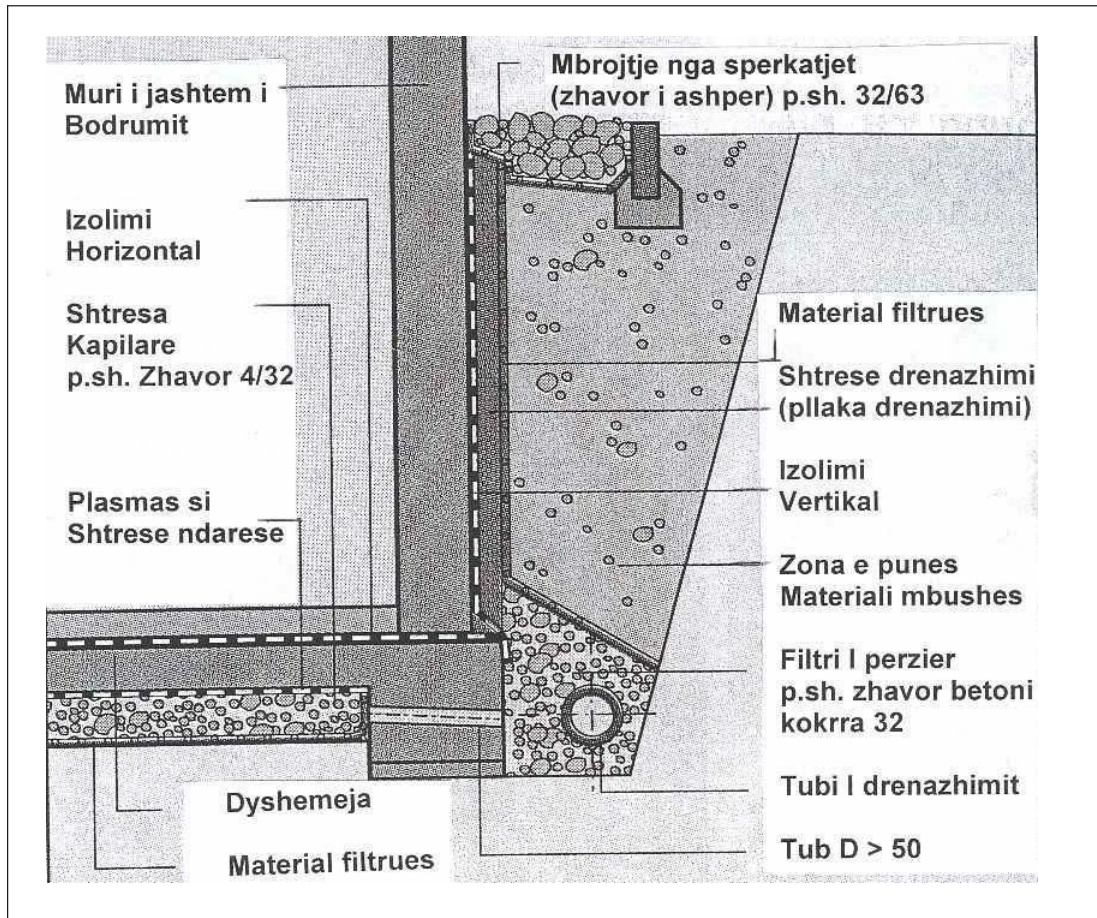 Muri i jashtem i
Bodrumit
Izolimi
Horizontal
Shtresa
Kapilare
p.sh. Zhavor 4/32
Plasmas si
Shtrese ndarese
Dyshemeja
Material filtrues
Mbrojtje nga sperkatjet
(zhavor i ashper) p.sh. 32/63
Material filtrues
Shtrese drenazhimi
(pllaka drenazhimi)
Izolimi
Vertikal
Zona e punes
Materiali mbushes
Filtri I perzier
p.sh. zhavor betoni
kokrra 32
Tubi I drenazhimit
Tub D > 50